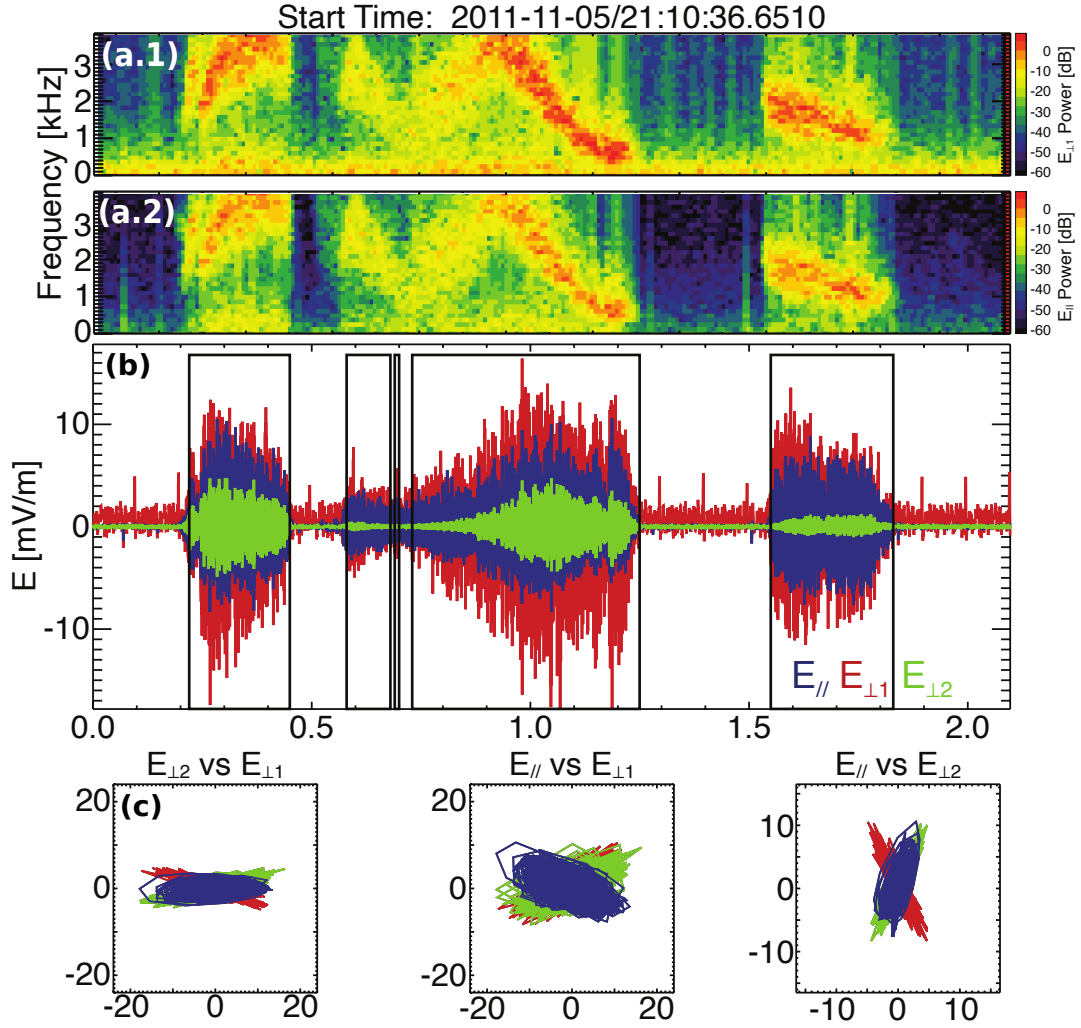 Start Time: 2011-11-05/21:10:36.6510
(a.1)
3
2
1
0
0
-10
-20
-30
-40
-50
-60
E⊥1 Power [dB]
Frequency [kHz]
(a.2)
3
2
1
0
0
-10
-20
-30
-40
-50
-60
E|| Power [dB]
(b)
10
0
-10
E [mV/m]
E// E⊥1 E⊥2
0.0 0.5 1.0 1.5 2.0
E⊥2 vs E⊥1
E// vs E⊥1
E// vs E⊥2
(c)
20
0
-20
-20 0 20
20
0
-20
-20 0 20
10
0
-10
-10 0 10